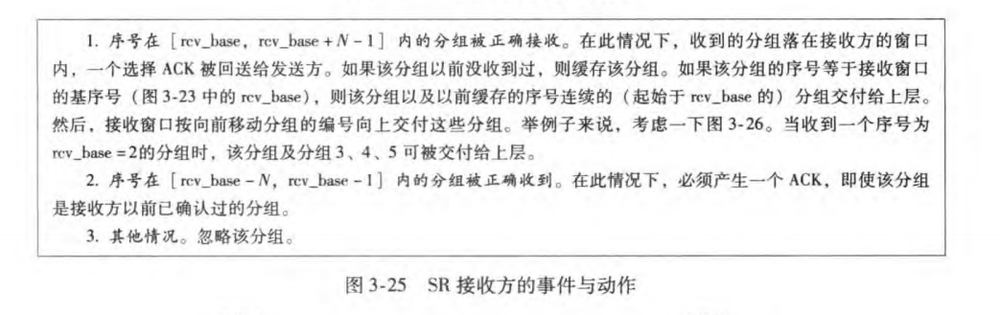 1. 序号在［rcv_base，rcv_base + N - 1］内的分组被正确接收。在此情况下，收到的分组落在接收方的窗口
内，一个选择 ACK 被回送给发送方。如果该分组以前没收到过，则缓存该分组。如果该分组的序号等于接收窗口
的基序号（图 3-23 中的 rcv_base），则该分组以及以前缓存的序号连续的（起始于 rcv_base 的）分组交付给上层。
然后，接收窗口按向前移动分组的编号向上交付这些分组。举例子来说，考虑一下图 3-26。当收到一个序号为
rcv_base = 2的分组时，该分组及分组 3、4、5 可被交付给上层。
2. 序号在［rcv_base - N，rcv_base - 1］内的分组被正确收到。在此情况下，必须产生一个 ACK，即使该分组
是接收方以前已确认过的分组。
3. 其他情况。忽略该分组。
图 3-25　SR 接收方的事件与动作